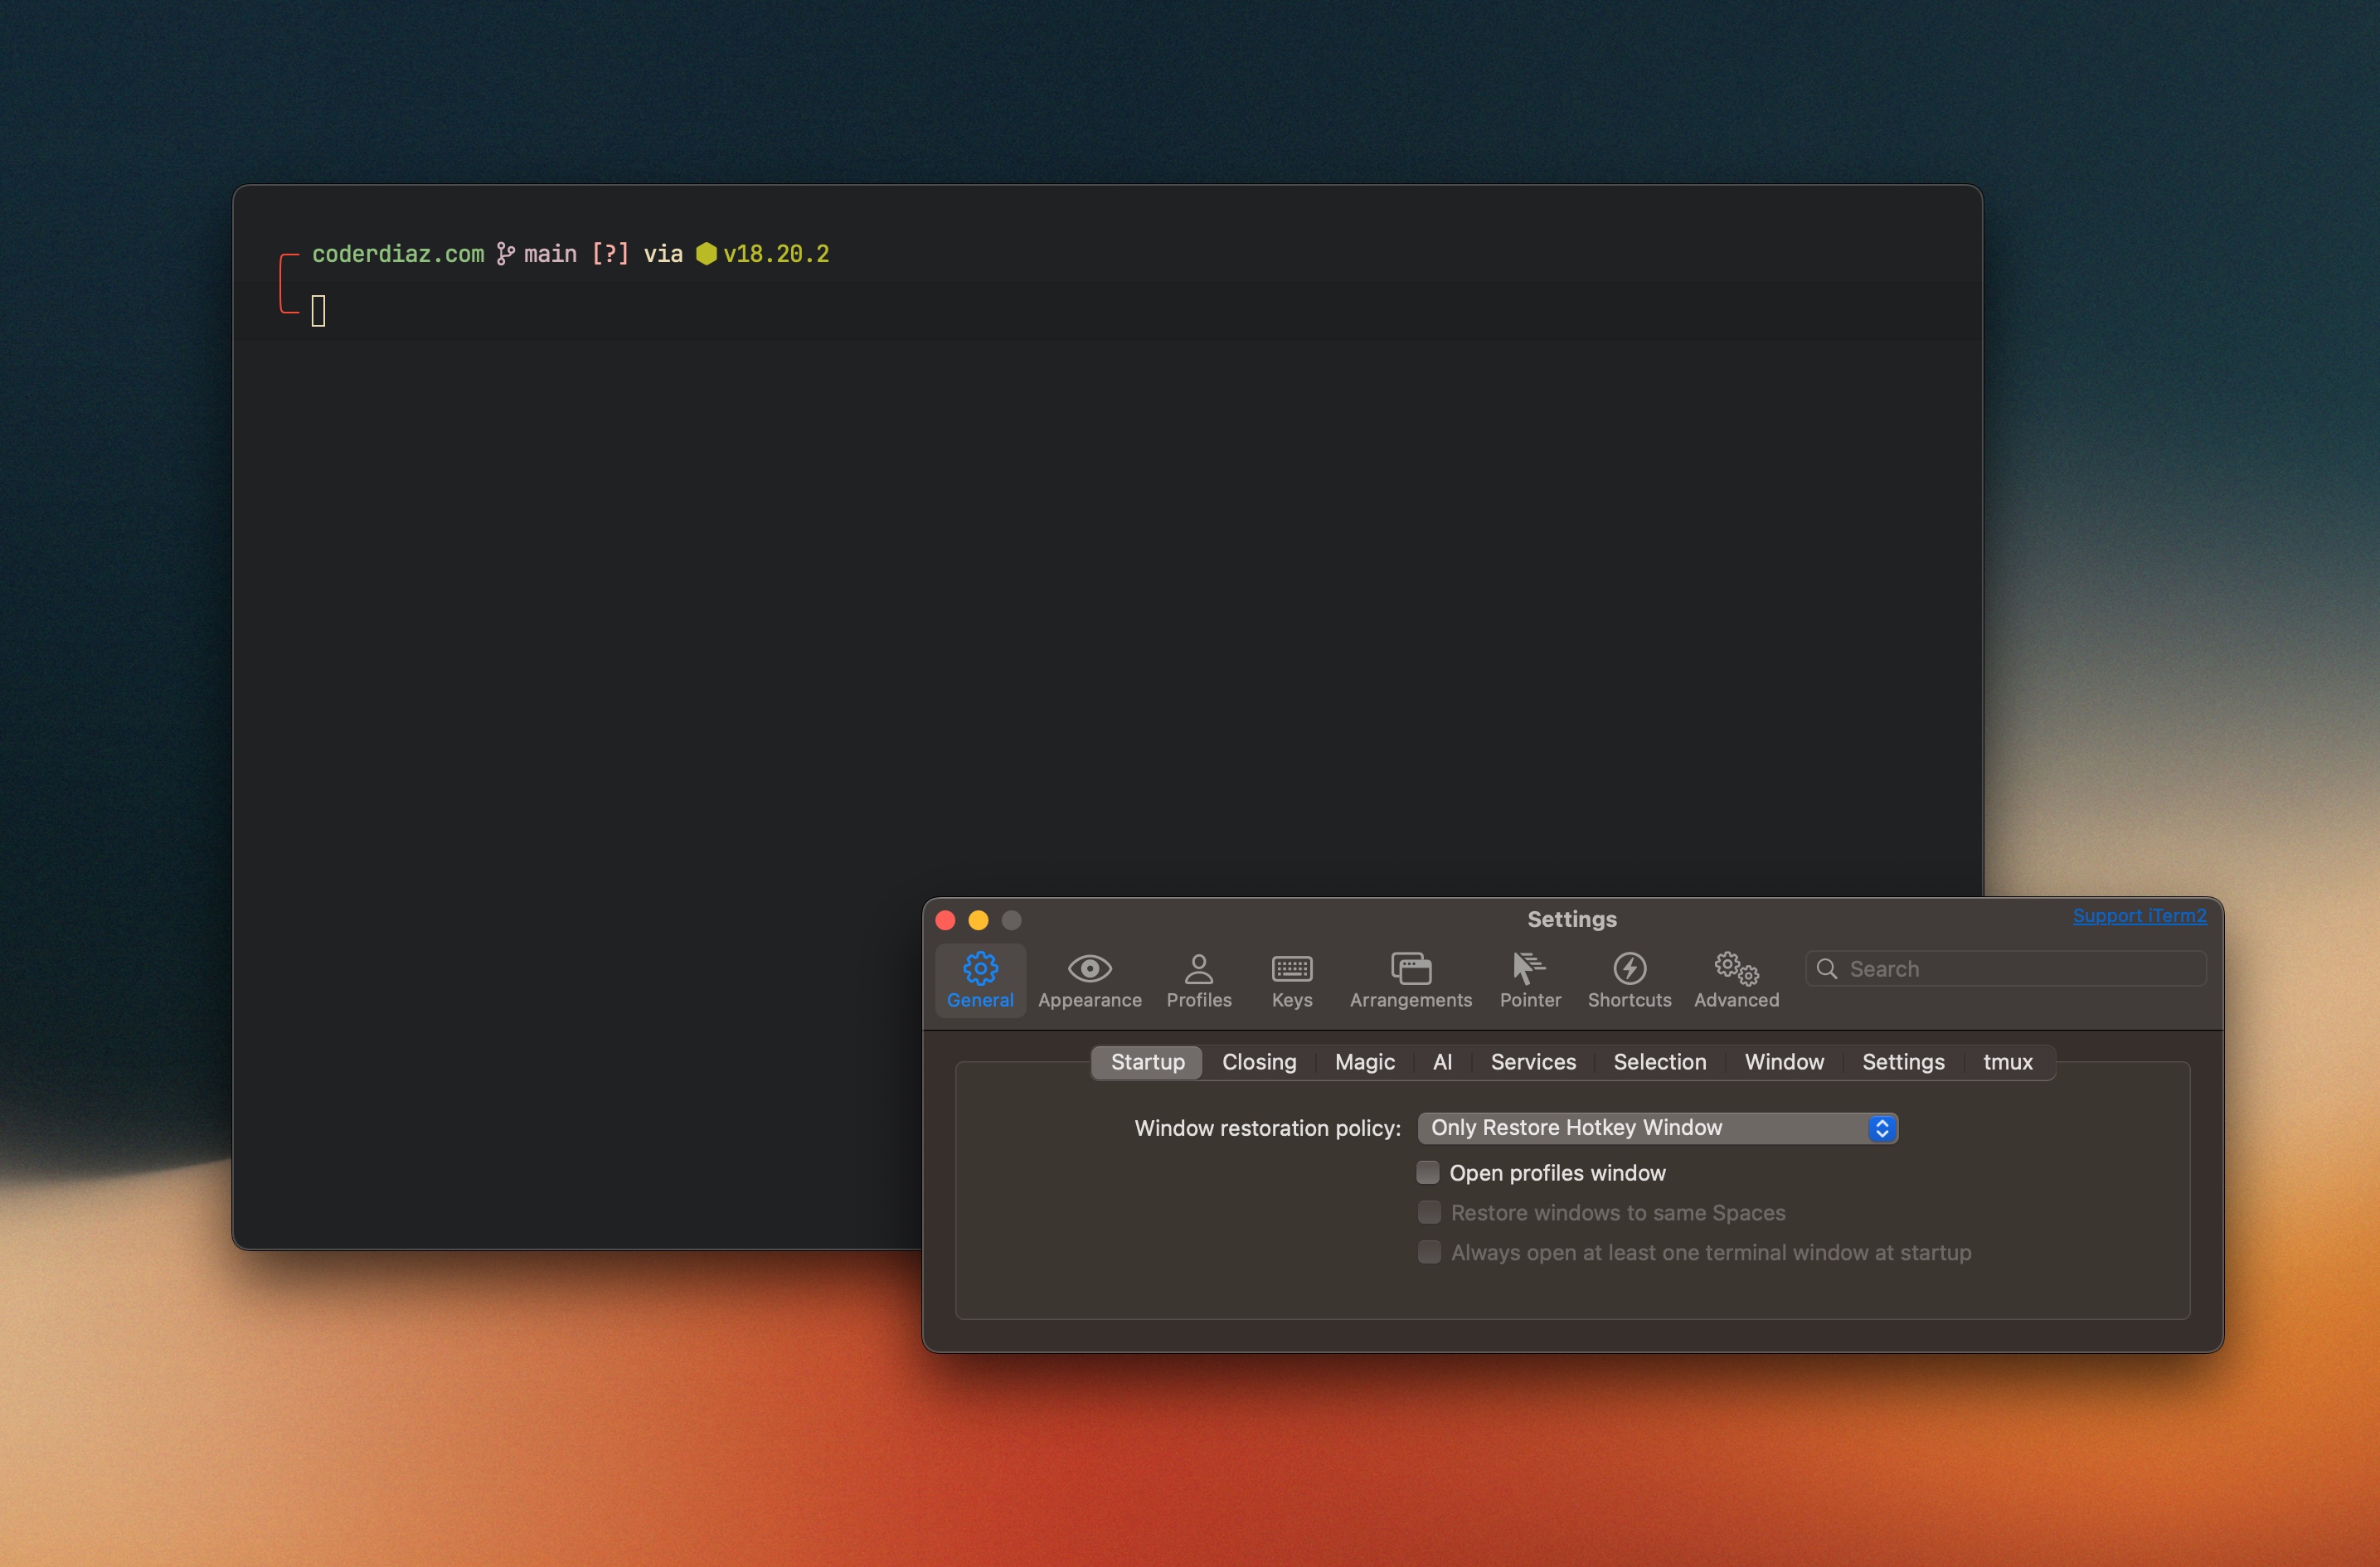 coderdiaz.com main [?] via v18.20.2
Settings
Support iTerm2
General Appearance Profiles Keys Arrangements Pointer Shortcuts Advanced Search
Startup Closing Magic AI Services Selection Window Settings tmux
Window restoration policy: Only Restore Hotkey Window
Open profiles window
Restore windows to same Spaces
Always open at least one terminal window at startup